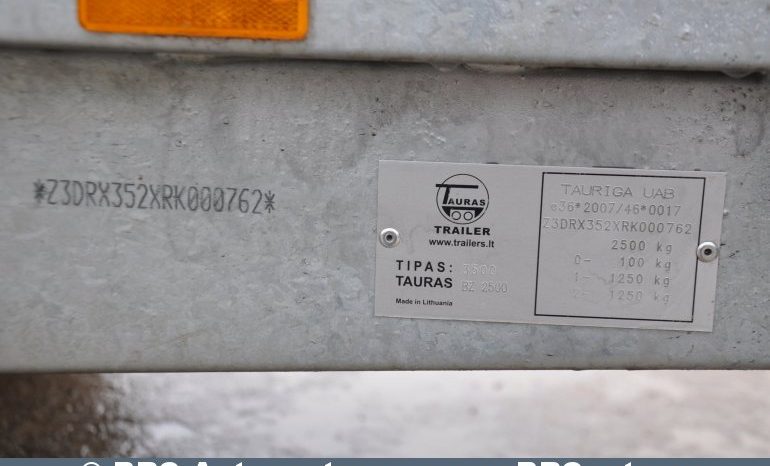 *Z3DRX352XRK000762*
TAURAS
TRAILER
www.trailers.lt
TIPAS: 3500
TAURAS BZ 2500
Made in Lithuania
TAURIGA UAB
e36*2007/46*0017
Z3DRX352XRK000762
2500 kg
0- 100 kg
1- 1250 kg
2- 1250 kg